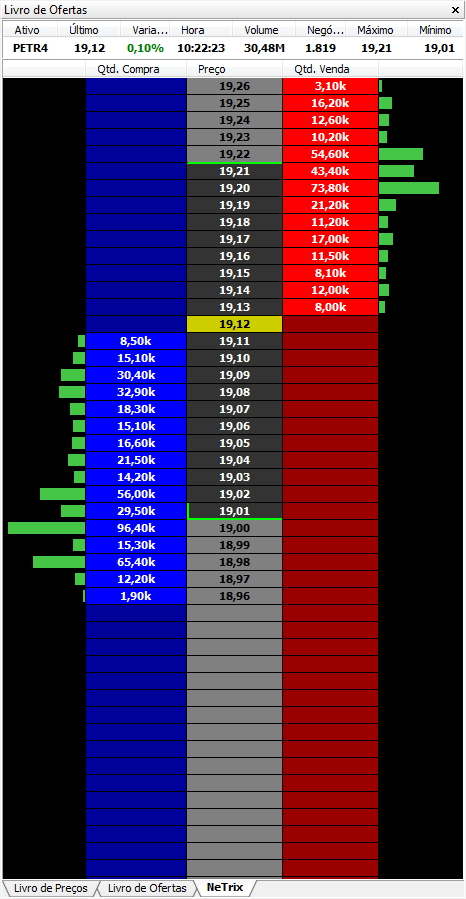 Livro de Ofertas
Ativo Último Varia... Hora Volume Negó... Máximo Mínimo
PETR4 19,12 0,10% 10:22:23 30,48M 1.819 19,21 19,01
Qtd. Compra Preço Qtd. Venda
19,26 3,10k
19,25 16,20k
19,24 12,60k
19,23 10,20k
19,22 54,60k
19,21 43,40k
19,20 73,80k
19,19 21,20k
19,18 11,20k
19,17 17,00k
19,16 11,50k
19,15 8,10k
19,14 12,00k
19,13 8,00k
19,12
8,50k 19,11
15,10k 19,10
30,40k 19,09
32,90k 19,08
18,30k 19,07
15,10k 19,06
16,60k 19,05
21,50k 19,04
14,20k 19,03
56,00k 19,02
29,50k 19,01
96,40k 19,00
15,30k 18,99
65,40k 18,98
12,20k 18,97
1,90k 18,96
Livro de Preços Livro de Ofertas NeTrix